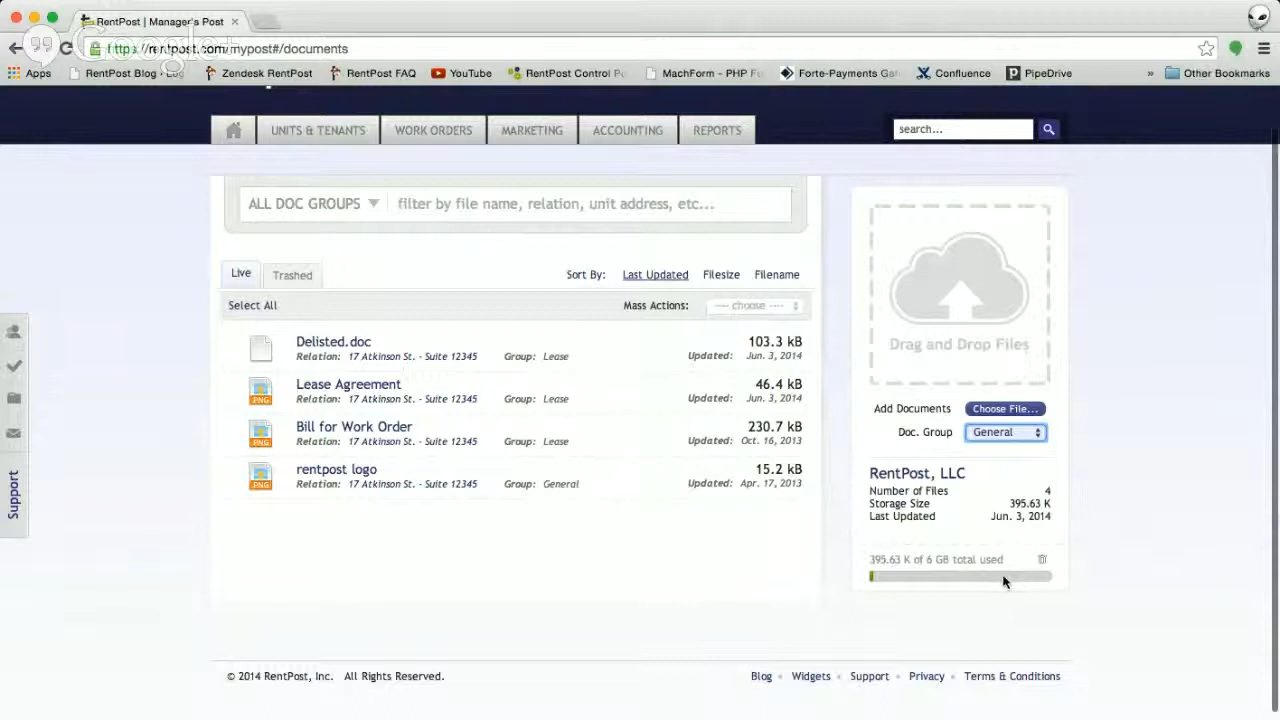 RentPost | Manager's Post
Google+
https://rentpost.com/mypost#/documents
Apps RentPost Blog - Log Zendesk RentPost RentPost FAQ YouTube RentPost Control Pa MachForm - PHP Fo Forte-Payments Gat Confluence PipeDrive » Other Bookmarks
UNITS & TENANTS WORK ORDERS MARKETING ACCOUNTING REPORTS search...
ALL DOC GROUPS filter by file name, relation, unit address, etc...
Live Trashed Sort By: Last Updated Filesize Filename
Select All Mass Actions: ---- choose ----
Delisted.doc 103.3 kB
Relation: 17 Atkinson St. - Suite 12345 Group: Lease Updated: Jun. 3, 2014
Lease Agreement 46.4 kB
PNG Relation: 17 Atkinson St. - Suite 12345 Group: Lease Updated: Jun. 3, 2014
Bill for Work Order 230.7 kB
PNG Relation: 17 Atkinson St. - Suite 12345 Group: Lease Updated: Oct. 16, 2013
rentpost logo 15.2 kB
PNG Relation: 17 Atkinson St. - Suite 12345 Group: General Updated: Apr. 17, 2013
Drag and Drop Files
Add Documents Choose File...
Doc. Group General
RentPost, LLC
Number of Files 4
Storage Size 395.63 K
Last Updated Jun. 3, 2014
395.63 K of 6 GB total used
Support
© 2014 RentPost, Inc. All Rights Reserved. Blog Widgets Support Privacy Terms & Conditions